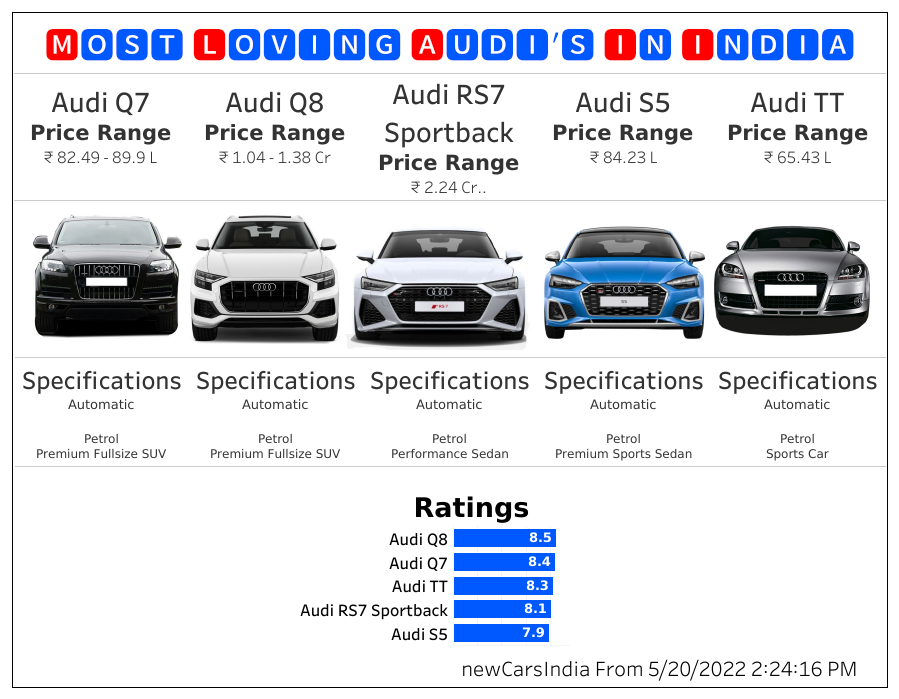 MOST LOVING AUDI'S IN INDIA
Audi Q7
Price Range
₹ 82.49 - 89.9 L
Audi Q8
Price Range
₹ 1.04 - 1.38 Cr
Audi RS7
Sportback
Price Range
₹ 2.24 Cr..
Audi S5
Price Range
₹ 84.23 L
Audi TT
Price Range
₹ 65.43 L
RS 7
S5
Specifications
Automatic
Petrol
Premium Fullsize SUV
Specifications
Automatic
Petrol
Premium Fullsize SUV
Specifications
Automatic
Petrol
Performance Sedan
Specifications
Automatic
Petrol
Premium Sports Sedan
Specifications
Automatic
Petrol
Sports Car
Ratings
Audi Q8 8.5
Audi Q7 8.4
Audi TT 8.3
Audi RS7 Sportback 8.1
Audi S5 7.9
newCarsIndia From 5/20/2022 2:24:16 PM